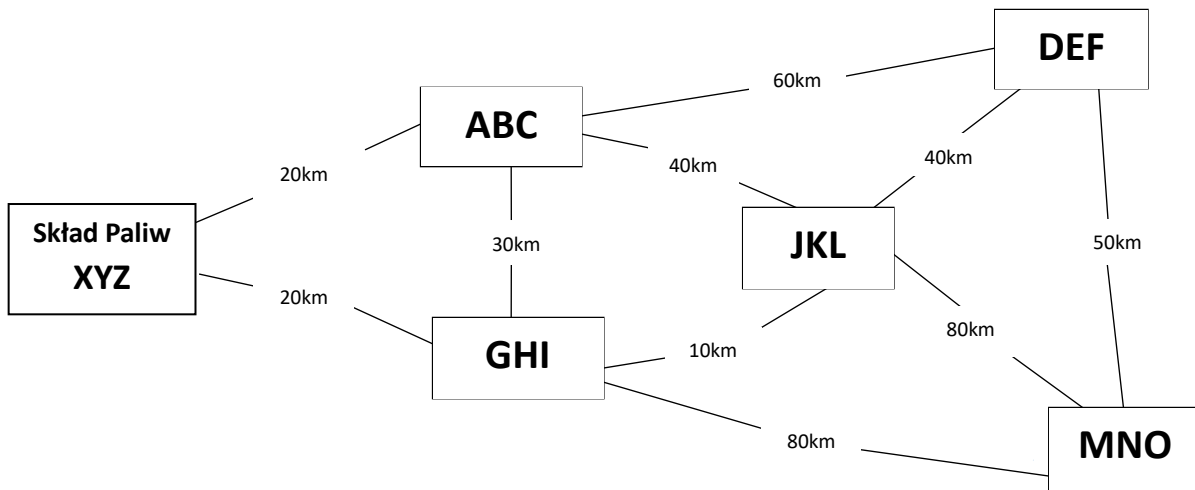 DEF
60km
ABC
40km
20km
40km
Skład Paliw
XYZ
JKL
30km
50km
20km
80km
GHI
10km
80km
MNO